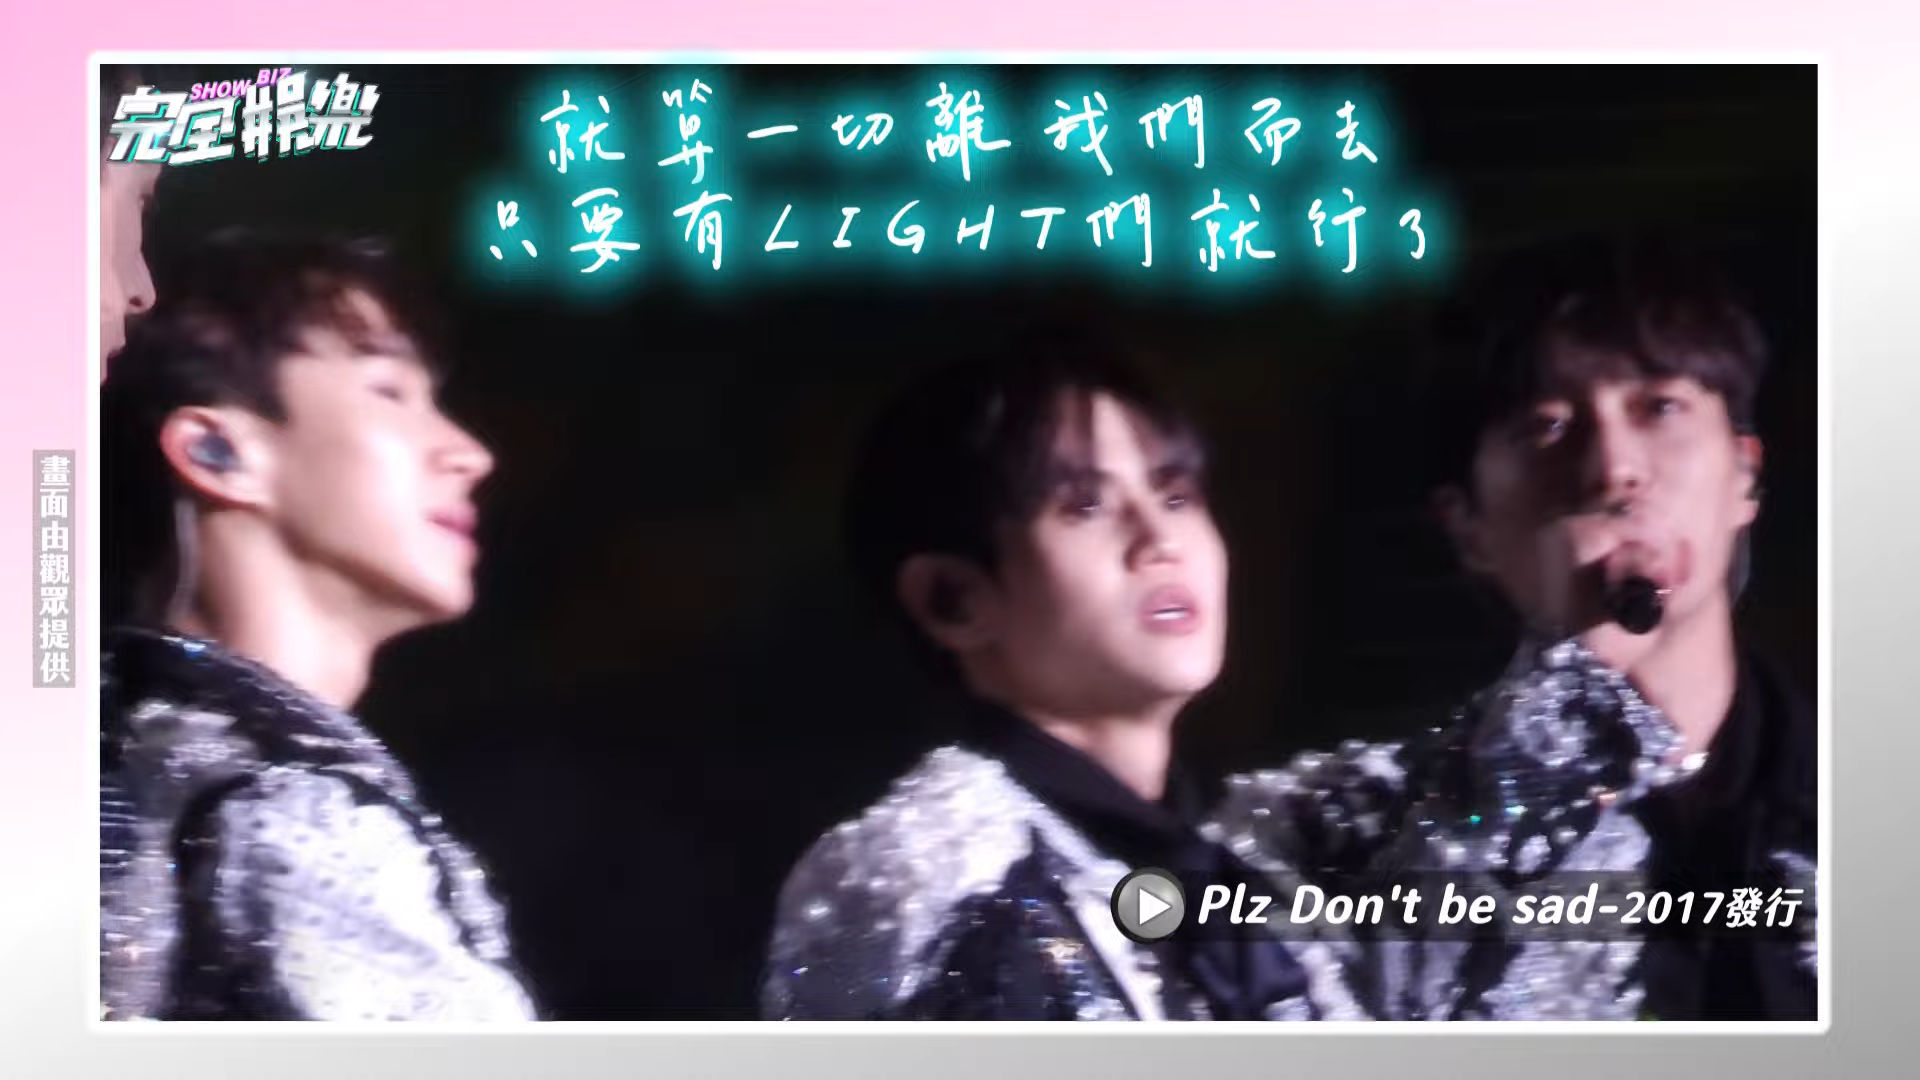 SHOW BIZ
完全娛樂
就算一切離我們而去
只要有LIGHT們就行了
畫面由觀眾提供
Plz Don't be sad-2017發行